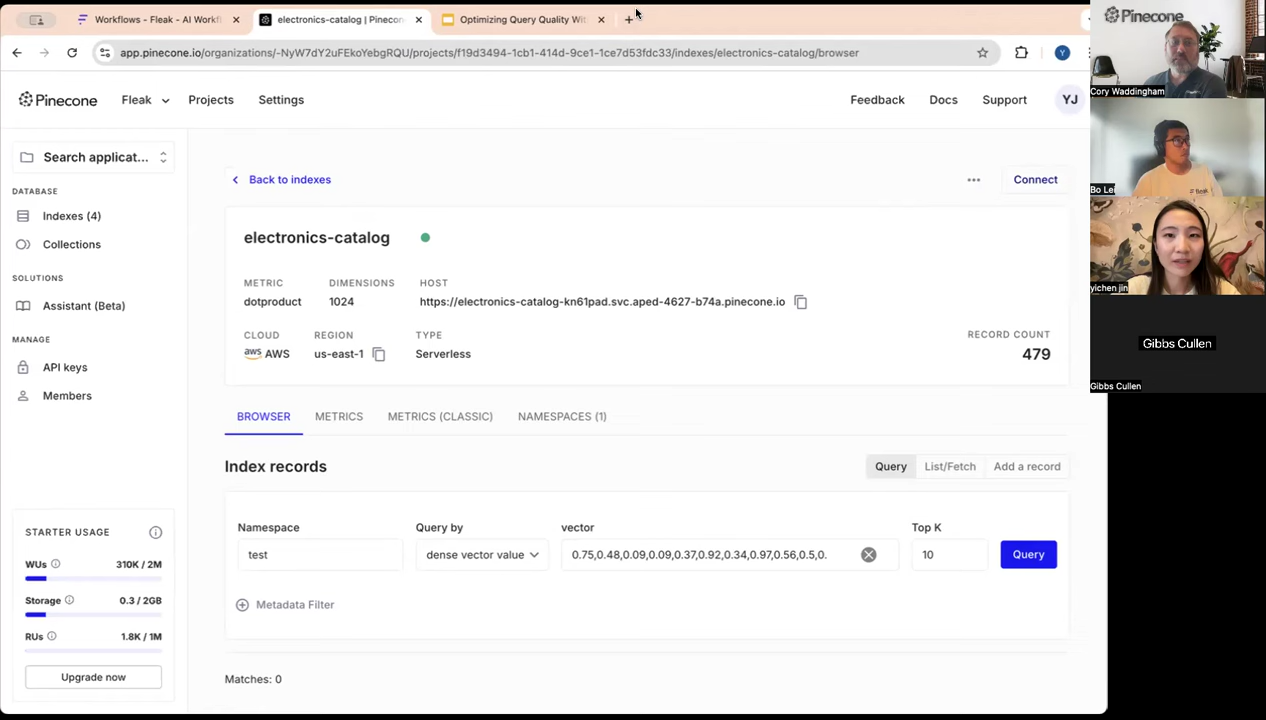 Workflows - Fleak - AI Workfl
electronics-catalog | Pinecone
Optimizing Query Quality Wit
app.pinecone.io/organizations/-NyW7dY2uFEkoYebgRQU/projects/f19d3494-1cb1-414d-9ce1-1ce7d53fdc33/indexes/electronics-catalog/browser
Y
Pinecone
Fleak
Projects
Settings
Feedback
Docs
Support
YJ
Search applicat...
DATABASE
Indexes (4)
Collections
SOLUTIONS
Assistant (Beta)
MANAGE
API keys
Members
STARTER USAGE
WUs
310K / 2M
Storage
0.3 / 2GB
RUs
1.8K / 1M
Upgrade now
Back to indexes
Connect
electronics-catalog
METRIC
DIMENSIONS
HOST
dotproduct
1024
https://electronics-catalog-kn61pad.svc.aped-4627-b74a.pinecone.io
CLOUD
REGION
TYPE
RECORD COUNT
aws AWS
us-east-1
Serverless
479
BROWSER
METRICS
METRICS (CLASSIC)
NAMESPACES (1)
Index records
Query
List/Fetch
Add a record
Namespace
Query by
vector
Top K
test
dense vector value
0.75,0.48,0.09,0.09,0.37,0.92,0.34,0.97,0.56,0.5,0.
10
Query
Metadata Filter
Matches: 0
Pinecone
Cory Waddingham
Bo Lei
yichen jin
Gibbs Cullen
Gibbs Cullen